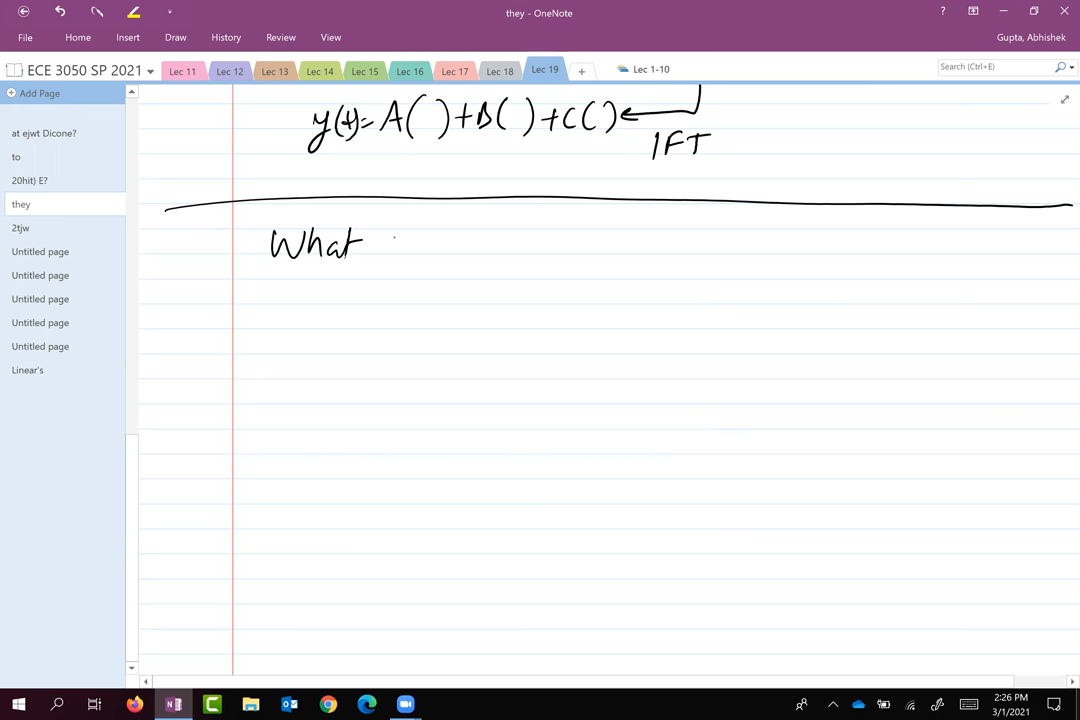 they - OneNote
?
File Home Insert Draw History Review View
Gupta, Abhishek
ECE 3050 SP 2021 Lec 11 Lec 12 Lec 13 Lec 14 Lec 15 Lec 16 Lec 17 Lec 18 Lec 19 + Lec 1-10
Search (Ctrl+E)
Add Page
at ejwt Dicone?
to
20hit) E?
they
2tjw
Untitled page
Untitled page
Untitled page
Untitled page
Untitled page
Linear's
y(t)= A( ) +B( ) +C( )
IFT
What
2:26 PM
3/1/2021